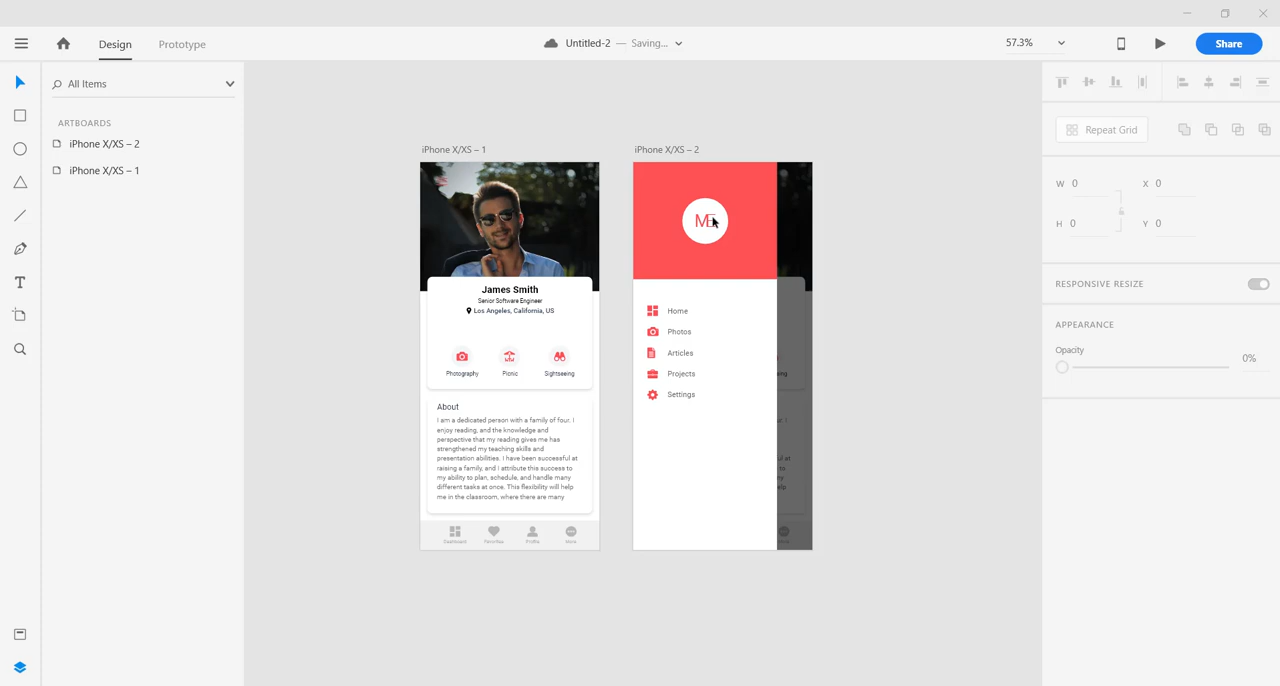 Design
Prototype
Untitled-2 — Saving...
57.3%
Share
All Items
ARTBOARDS
iPhone X/XS – 2
iPhone X/XS – 1
iPhone X/XS – 1
James Smith
Senior Software Engineer
Los Angeles, California, US
Photography
Picnic
Sightseeing
About
I am a dedicated person with a family of four. I
enjoy reading, and the knowledge and
perspective that my reading gives me has
strengthened my teaching skills and
presentation abilities. I have been successful at
raising a family, and I attribute this success to
my ability to plan, schedule, and handle many
different tasks at once. This flexibility will help
me in the classroom, where there are many
Dashboard
Favorites
Profile
More
iPhone X/XS – 2
ME
Home
Photos
Articles
Projects
Settings
Repeat Grid
W 0
X 0
H 0
Y 0
RESPONSIVE RESIZE
APPEARANCE
Opacity
0%